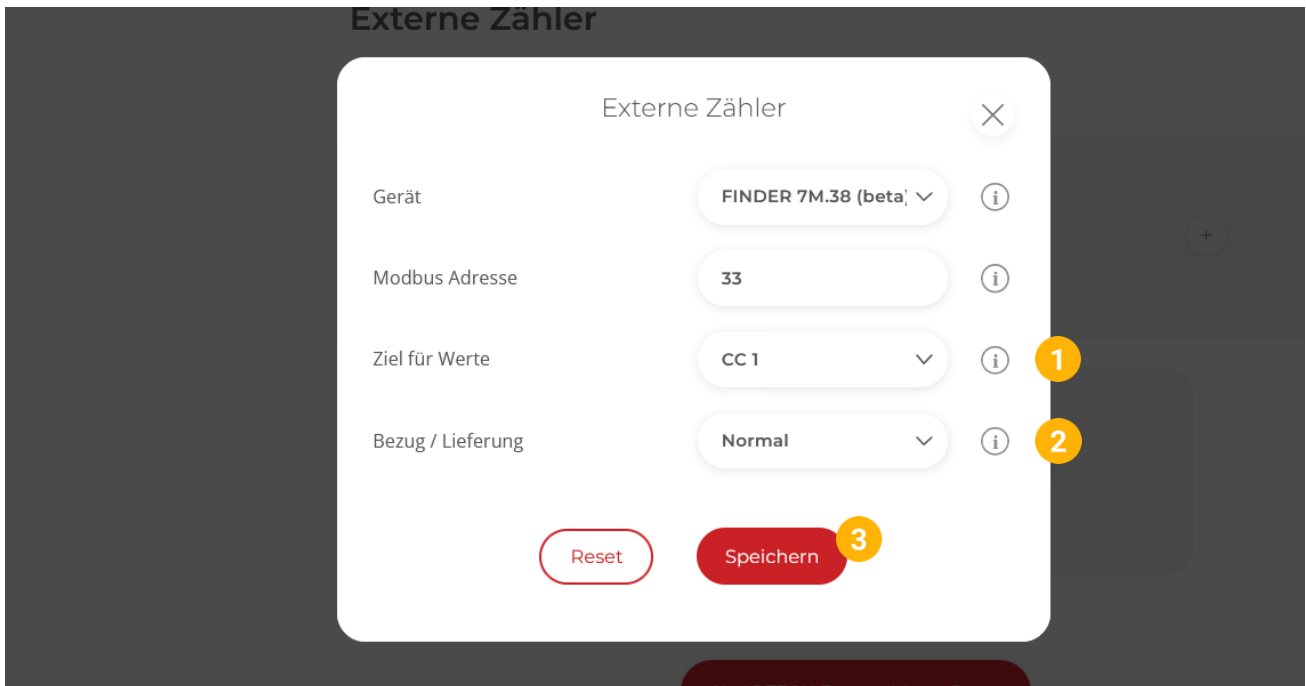 Externe Zähler
Externe Zähler
Gerät FINDER 7M.38 (beta)
Modbus Adresse 33
Ziel für Werte CC 1 1
Bezug / Lieferung Normal 2
Reset Speichern 3